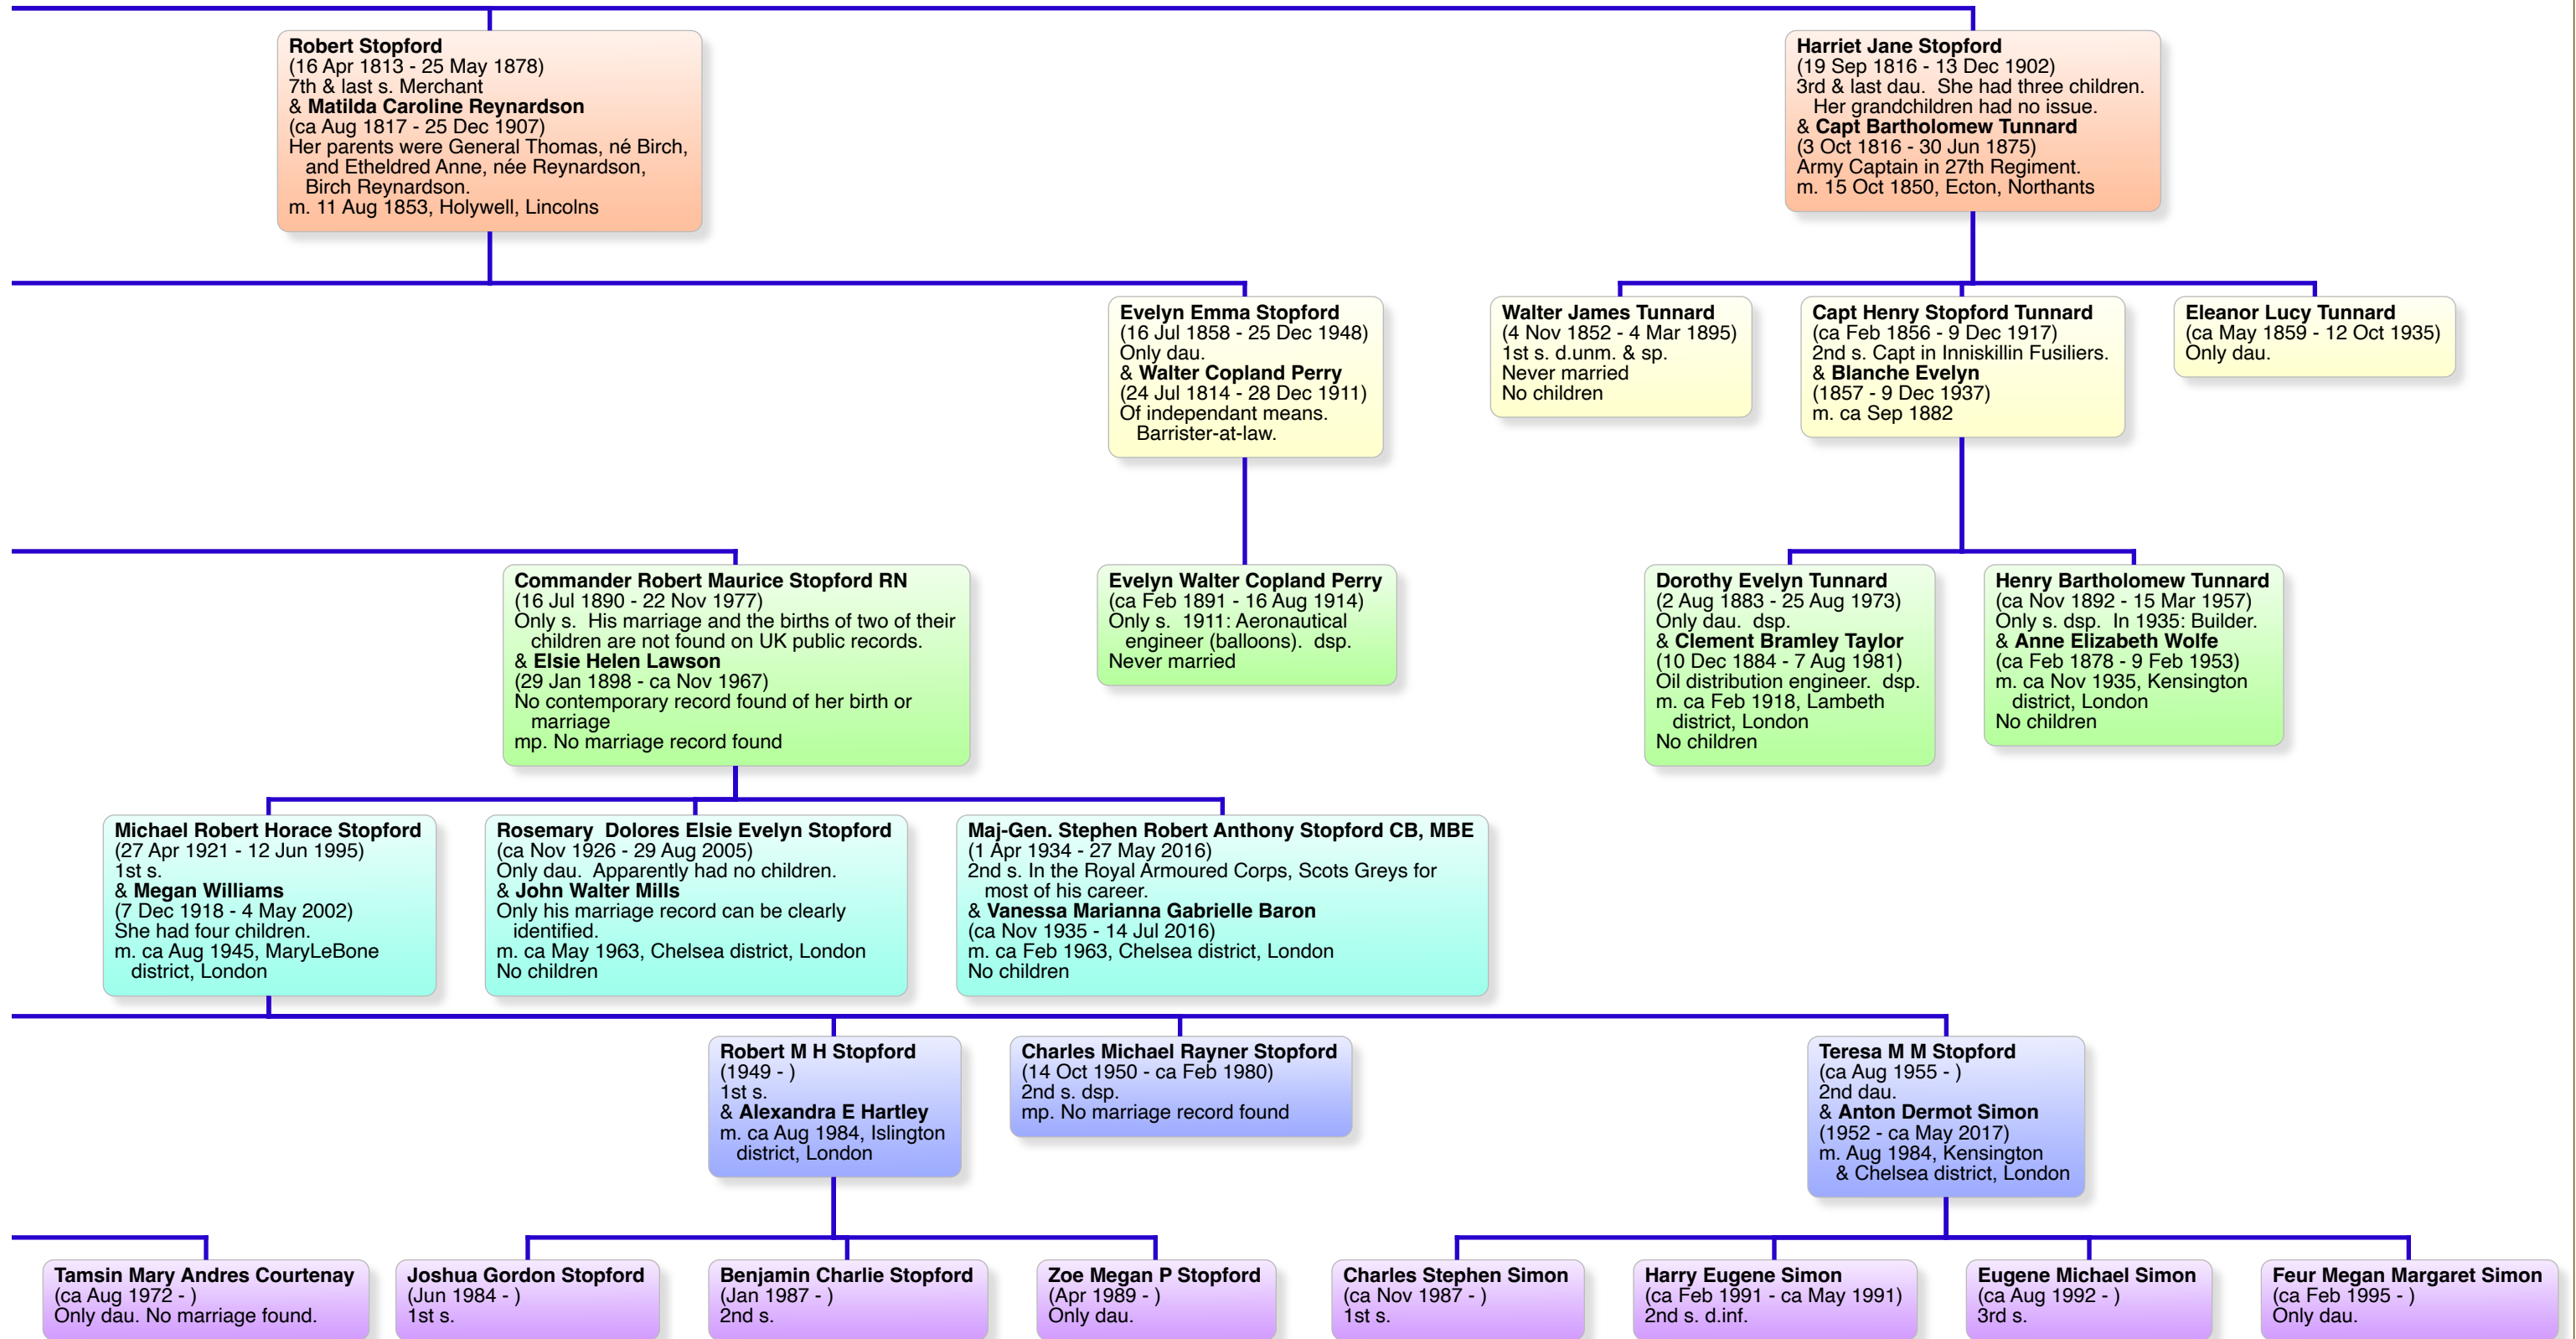 Robert Stopford
(16 Apr 1813 - 25 May 1878)
7th & last s. Merchant
& Matilda Caroline Reynardson
(ca Aug 1817 - 25 Dec 1907)
Her parents were General Thomas, né Birch,
and Etheldred Anne, née Reynardson,
Birch Reynardson.
m. 11 Aug 1853, Holywell, Lincolns
Harriet Jane Stopford
(19 Sep 1816 - 13 Dec 1902)
3rd & last dau. She had three children.
Her grandchildren had no issue.
& Capt Bartholomew Tunnard
(3 Oct 1816 - 30 Jun 1875)
Army Captain in 27th Regiment.
m. 15 Oct 1850, Ecton, Northants
Evelyn Emma Stopford
(16 Jul 1858 - 25 Dec 1948)
Only dau.
& Walter Copland Perry
(24 Jul 1814 - 28 Dec 1911)
Of independant means.
Barrister-at-law.
Walter James Tunnard
(4 Nov 1852 - 4 Mar 1895)
1st s. d.unm. & sp.
Never married
No children
Capt Henry Stopford Tunnard
(ca Feb 1856 - 9 Dec 1917)
2nd s. Capt in Inniskillin Fusiliers.
& Blanche Evelyn
(1857 - 9 Dec 1937)
m. ca Sep 1882
Eleanor Lucy Tunnard
(ca May 1859 - 12 Oct 1935)
Only dau.
Commander Robert Maurice Stopford RN
(16 Jul 1890 - 22 Nov 1977)
Only s. His marriage and the births of two of their
children are not found on UK public records.
& Elsie Helen Lawson
(29 Jan 1898 - ca Nov 1967)
No contemporary record found of her birth or
marriage
mp. No marriage record found
Evelyn Walter Copland Perry
(ca Feb 1891 - 16 Aug 1914)
Only s. 1911: Aeronautical
engineer (balloons). dsp.
Never married
Dorothy Evelyn Tunnard
(2 Aug 1883 - 25 Aug 1973)
Only dau. dsp.
& Clement Bramley Taylor
(10 Dec 1884 - 7 Aug 1981)
Oil distribution engineer. dsp.
m. ca Feb 1918, Lambeth
district, London
No children
Henry Bartholomew Tunnard
(ca Nov 1892 - 15 Mar 1957)
Only s. dsp. In 1935: Builder.
& Anne Elizabeth Wolfe
(ca Feb 1878 - 9 Feb 1953)
m. ca Nov 1935, Kensington
district, London
No children
Michael Robert Horace Stopford
(27 Apr 1921 - 12 Jun 1995)
1st s.
& Megan Williams
(7 Dec 1918 - 4 May 2002)
She had four children.
m. ca Aug 1945, MaryLeBone
district, London
Rosemary Dolores Elsie Evelyn Stopford
(ca Nov 1926 - 29 Aug 2005)
Only dau. Apparently had no children.
& John Walter Mills
Only his marriage record can be clearly
identified.
m. ca May 1963, Chelsea district, London
No children
Maj-Gen. Stephen Robert Anthony Stopford CB, MBE
(1 Apr 1934 - 27 May 2016)
2nd s. In the Royal Armoured Corps, Scots Greys for
most of his career.
& Vanessa Marianna Gabrielle Baron
(ca Nov 1935 - 14 Jul 2016)
m. ca Feb 1963, Chelsea district, London
No children
Robert M H Stopford
(1949 - )
1st s.
& Alexandra E Hartley
m. ca Aug 1984, Islington
district, London
Charles Michael Rayner Stopford
(14 Oct 1950 - ca Feb 1980)
2nd s. dsp.
mp. No marriage record found
Teresa M M Stopford
(ca Aug 1955 - )
2nd dau.
& Anton Dermot Simon
(1952 - ca May 2017)
m. Aug 1984, Kensington
& Chelsea district, London
Tamsin Mary Andres Courtenay
(ca Aug 1972 - )
Only dau. No marriage found.
Joshua Gordon Stopford
(Jun 1984 - )
1st s.
Benjamin Charlie Stopford
(Jan 1987 - )
2nd s.
Zoe Megan P Stopford
(Apr 1989 - )
Only dau.
Charles Stephen Simon
(ca Nov 1987 - )
1st s.
Harry Eugene Simon
(ca Feb 1991 - ca May 1991)
2nd s. d.inf.
Eugene Michael Simon
(ca Aug 1992 - )
3rd s.
Feur Megan Margaret Simon
(ca Feb 1995 - )
Only dau.